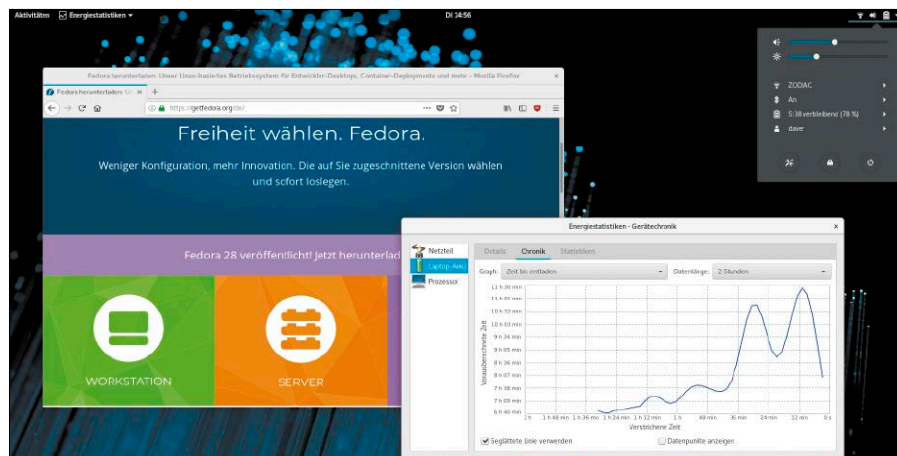 Aktivitäten Energiestatistiken
Di 14:56
Fedora herunterladen: Unser Linux-basiertes Betriebssystem für Entwickler-Desktops, Container-Deployments und mehr - Mozilla Firefox
Fedora herunterladen: U
https://getfedora.org/de/
Freiheit wählen. Fedora.
Weniger Konfiguration, mehr Innovation. Die auf Sie zugeschnittene Version wählen
und sofort loslegen.
Fedora 28 veröffentlicht! Jetzt herunterlad
WORKSTATION
SERVER
ZODIAC
An
5:38 verbleibend (78 %)
daver
Energiestatistiken - Gerätechronik
Netzteil
Laptop-Akku
Prozessor
Details Chronik Statistiken
Graph: Zeit bis entladen
Datenlänge: 2 Stunden
Vorausberechnete Zeit
11 h 30 min
11 h 01 min
10 h 32 min
10 h 03 min
9 h 34 min
9 h 05 min
8 h 36 min
8 h 07 min
7 h 38 min
7 h 09 min
6 h 40 min
2 h 1 h 48 min 1 h 36 min 1 h 24 min 1 h 12 min 1 h 48 min 36 min 24 min 12 min 0 s
Verstrichene Zeit
Geglättete Linie verwenden
Datenpunkte anzeigen